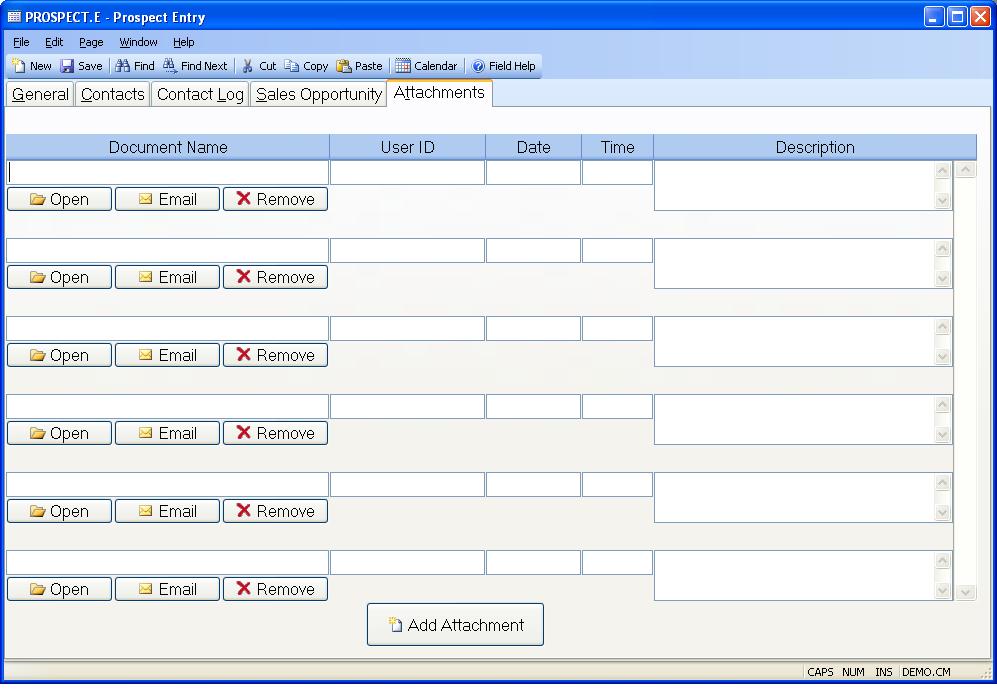 PROSPECT.E - Prospect Entry
File Edit Page Window Help
New Save Find Find Next Cut Copy Paste Calendar Field Help
General Contacts Contact Log Sales Opportunity Attachments
Document Name User ID Date Time Description
Open Email Remove
Open Email Remove
Open Email Remove
Open Email Remove
Open Email Remove
Open Email Remove
Add Attachment
CAPS NUM INS DEMO.CM